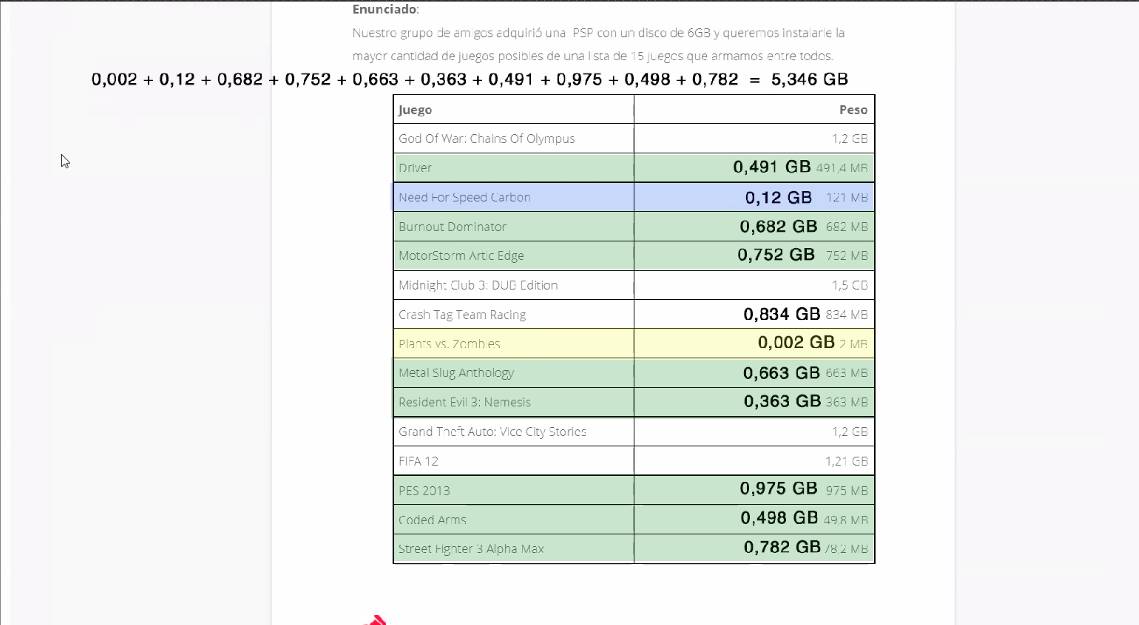 Enunciado:
Nuestro grupo de amigos adquirió una PSP con un disco de 6GB y queremos instalarle la
mayor cantidad de juegos posibles de una lista de 15 juegos que armamos entre todos.
0,002 + 0,12 + 0,682 + 0,752 + 0,663 + 0,363 + 0,491 + 0,975 + 0,498 + 0,782 = 5,346 GB
Juego Peso
God Of War: Chains Of Olympus 1,2 GB
Driver 0,491 GB 491,4 MB
Need For Speed Carbon 0,12 GB 121 MB
Burnout Dominator 0,682 GB 682 MB
MotorStorm Artic Edge 0,752 GB 752 MB
Midnight Club 3: DUB Edition 1,5 GB
Crash Tag Team Racing 0,834 GB 834 MB
Plants vs. Zombies 0,002 GB 2 MB
Metal Slug Anthology 0,663 GB 663 MB
Resident Evil 3: Nemesis 0,363 GB 363 MB
Grand Theft Auto: Vice City Stories 1,2 GB
FIFA 12 1,21 GB
PES 2013 0,975 GB 975 MB
Coded Arms 0,498 GB 49,8 MB
Street Fighter 3 Alpha Max 0,782 GB 78,2 MB